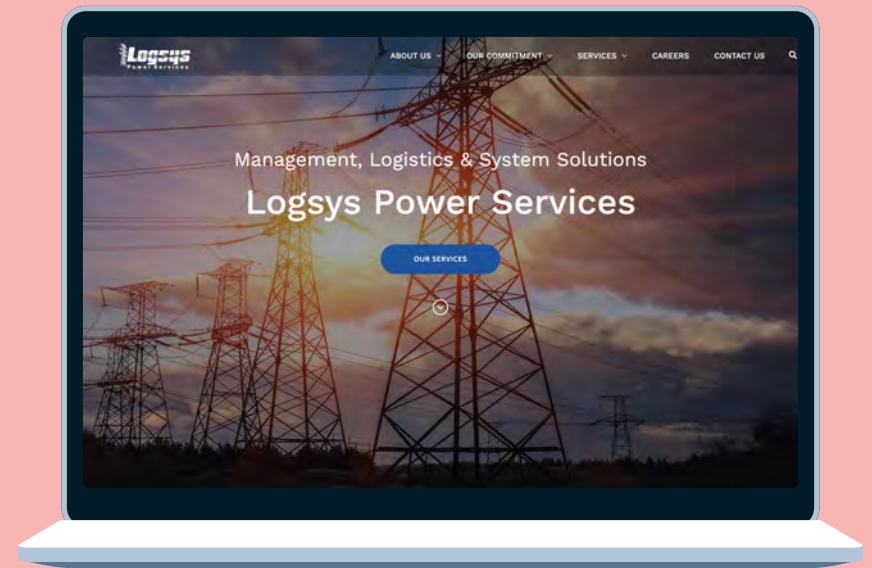 Logsys
Power Services
ABOUT US
OUR COMMITMENT
SERVICES
CAREERS
CONTACT US
Management, Logistics & System Solutions
Logsys Power Services
OUR SERVICES